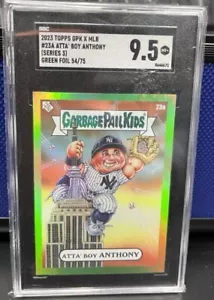 SGC
2023 TOPPS GPK X MLB
#23A ATTA' BOY ANTHONY
(SERIES 3)
GREEN FOIL 54/75
9.5
23a
GARBAGE PAIL KIDS
ATTA' BOY ANTHONY